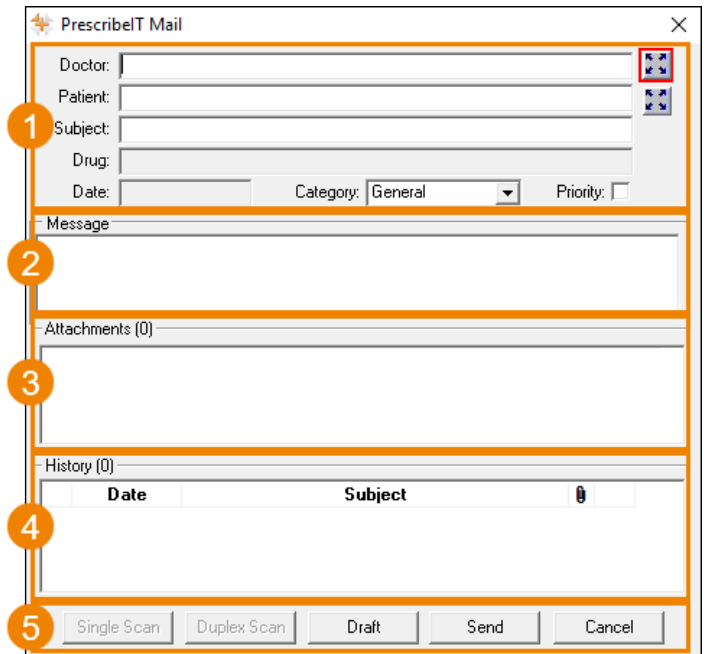 PrescribeIT Mail
Doctor:
Patient:
1
Subject:
Drug:
Date: Category: General Priority:
Message
2
Attachments (0)
3
History (0)
Date Subject
4
5 Single Scan Duplex Scan Draft Send Cancel